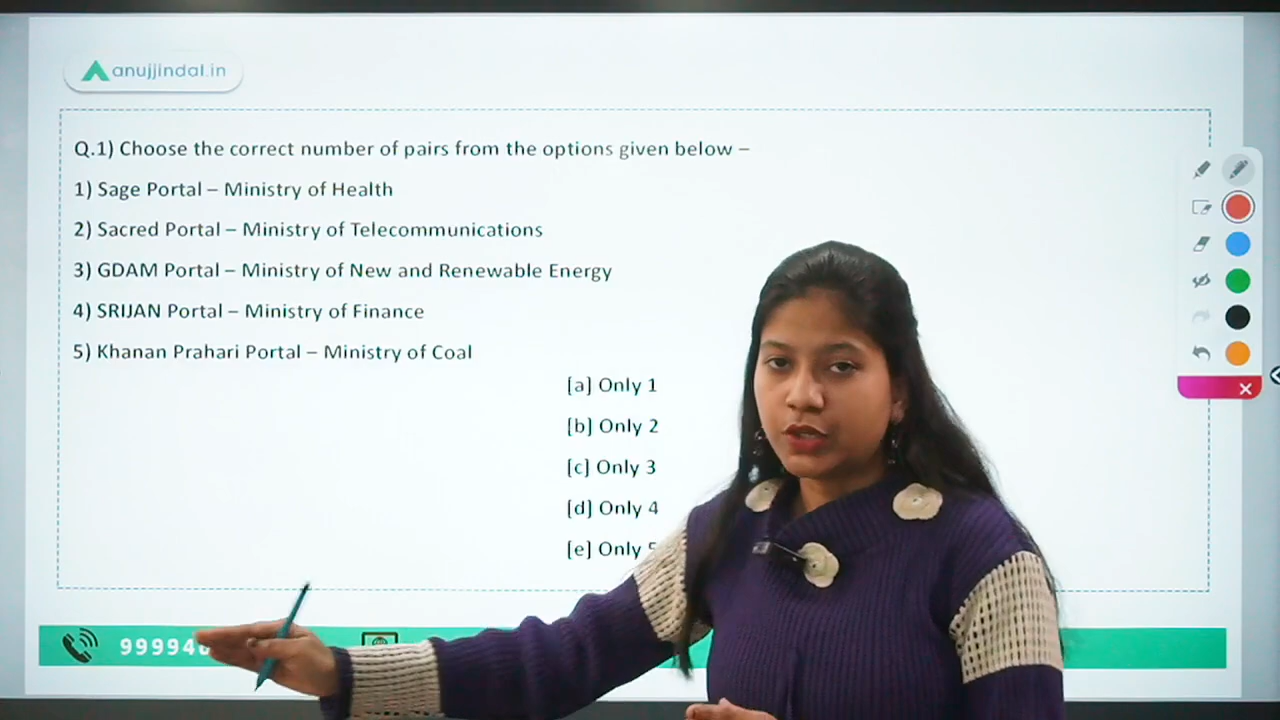 anujjindal.in
Q.1) Choose the correct number of pairs from the options given below –
1) Sage Portal – Ministry of Health
2) Sacred Portal – Ministry of Telecommunications
3) GDAM Portal – Ministry of New and Renewable Energy
4) SRIJAN Portal – Ministry of Finance
5) Khanan Prahari Portal – Ministry of Coal
[a] Only 1
[b] Only 2
[c] Only 3
[d] Only 4
[e] Only
99994